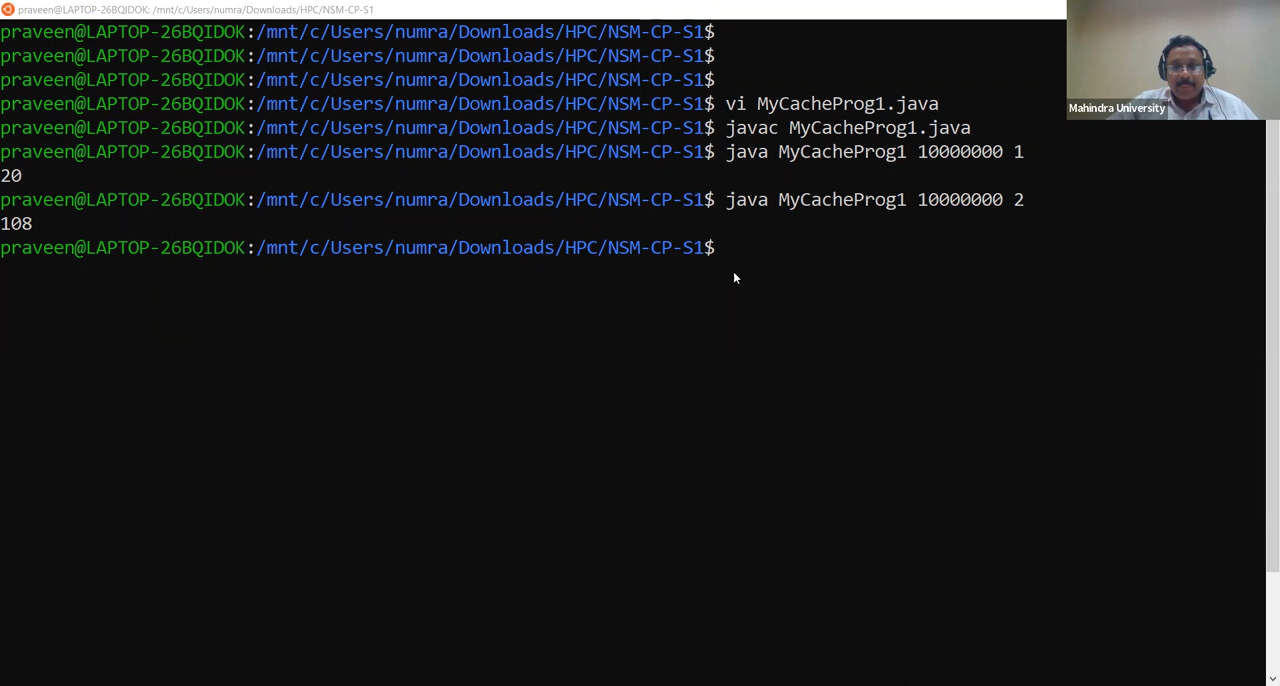 praveen@LAPTOP-26BQIDOK: /mnt/c/Users/numra/Downloads/HPC/NSM-CP-S1
praveen@LAPTOP-26BQIDOK:/mnt/c/Users/numra/Downloads/HPC/NSM-CP-S1$
praveen@LAPTOP-26BQIDOK:/mnt/c/Users/numra/Downloads/HPC/NSM-CP-S1$
praveen@LAPTOP-26BQIDOK:/mnt/c/Users/numra/Downloads/HPC/NSM-CP-S1$
praveen@LAPTOP-26BQIDOK:/mnt/c/Users/numra/Downloads/HPC/NSM-CP-S1$ vi MyCacheProg1.java
Mahindra University
praveen@LAPTOP-26BQIDOK:/mnt/c/Users/numra/Downloads/HPC/NSM-CP-S1$ javac MyCacheProg1.java
praveen@LAPTOP-26BQIDOK:/mnt/c/Users/numra/Downloads/HPC/NSM-CP-S1$ java MyCacheProg1 10000000 1
20
praveen@LAPTOP-26BQIDOK:/mnt/c/Users/numra/Downloads/HPC/NSM-CP-S1$ java MyCacheProg1 10000000 2
108
praveen@LAPTOP-26BQIDOK:/mnt/c/Users/numra/Downloads/HPC/NSM-CP-S1$